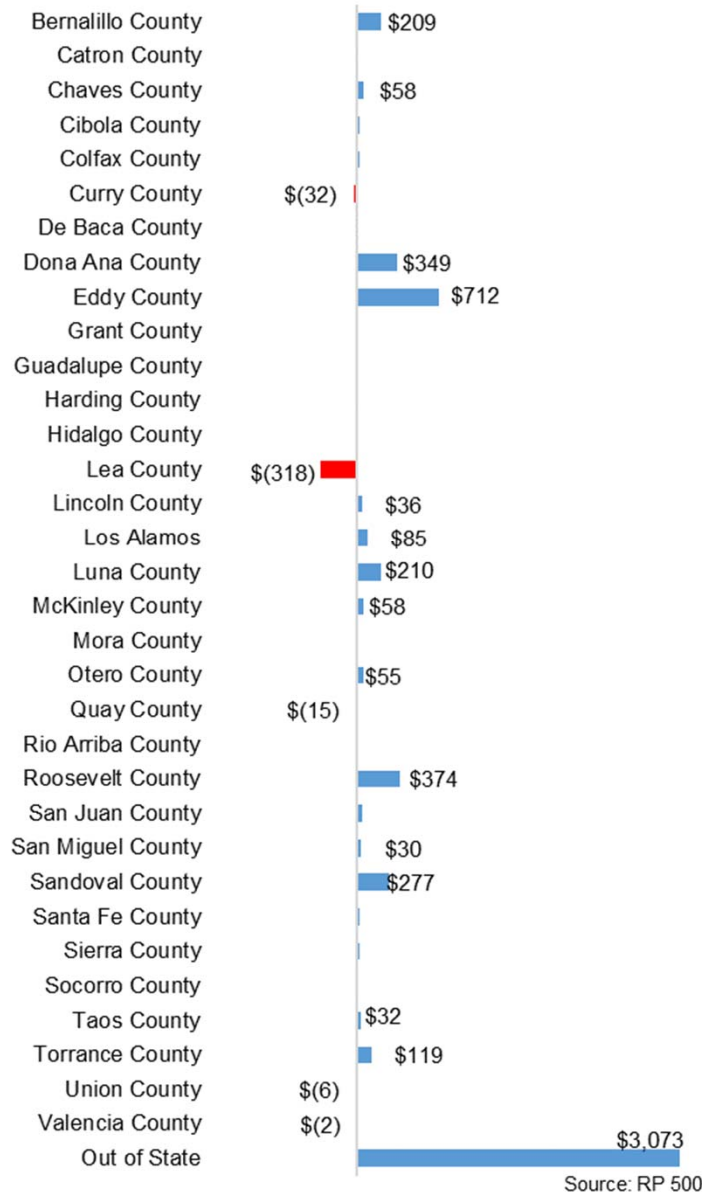 Bernalillo County $209
Catron County
Chaves County $58
Cibola County
Colfax County
Curry County $(32)
De Baca County
Dona Ana County $349
Eddy County $712
Grant County
Guadalupe County
Harding County
Hidalgo County
Lea County $(318)
Lincoln County $36
Los Alamos $85
Luna County $210
McKinley County $58
Mora County
Otero County $55
Quay County $(15)
Rio Arriba County
Roosevelt County $374
San Juan County
San Miguel County $30
Sandoval County $277
Santa Fe County
Sierra County
Socorro County
Taos County $32
Torrance County $119
Union County $(6)
Valencia County $(2)
Out of State $3,073
Source: RP 500